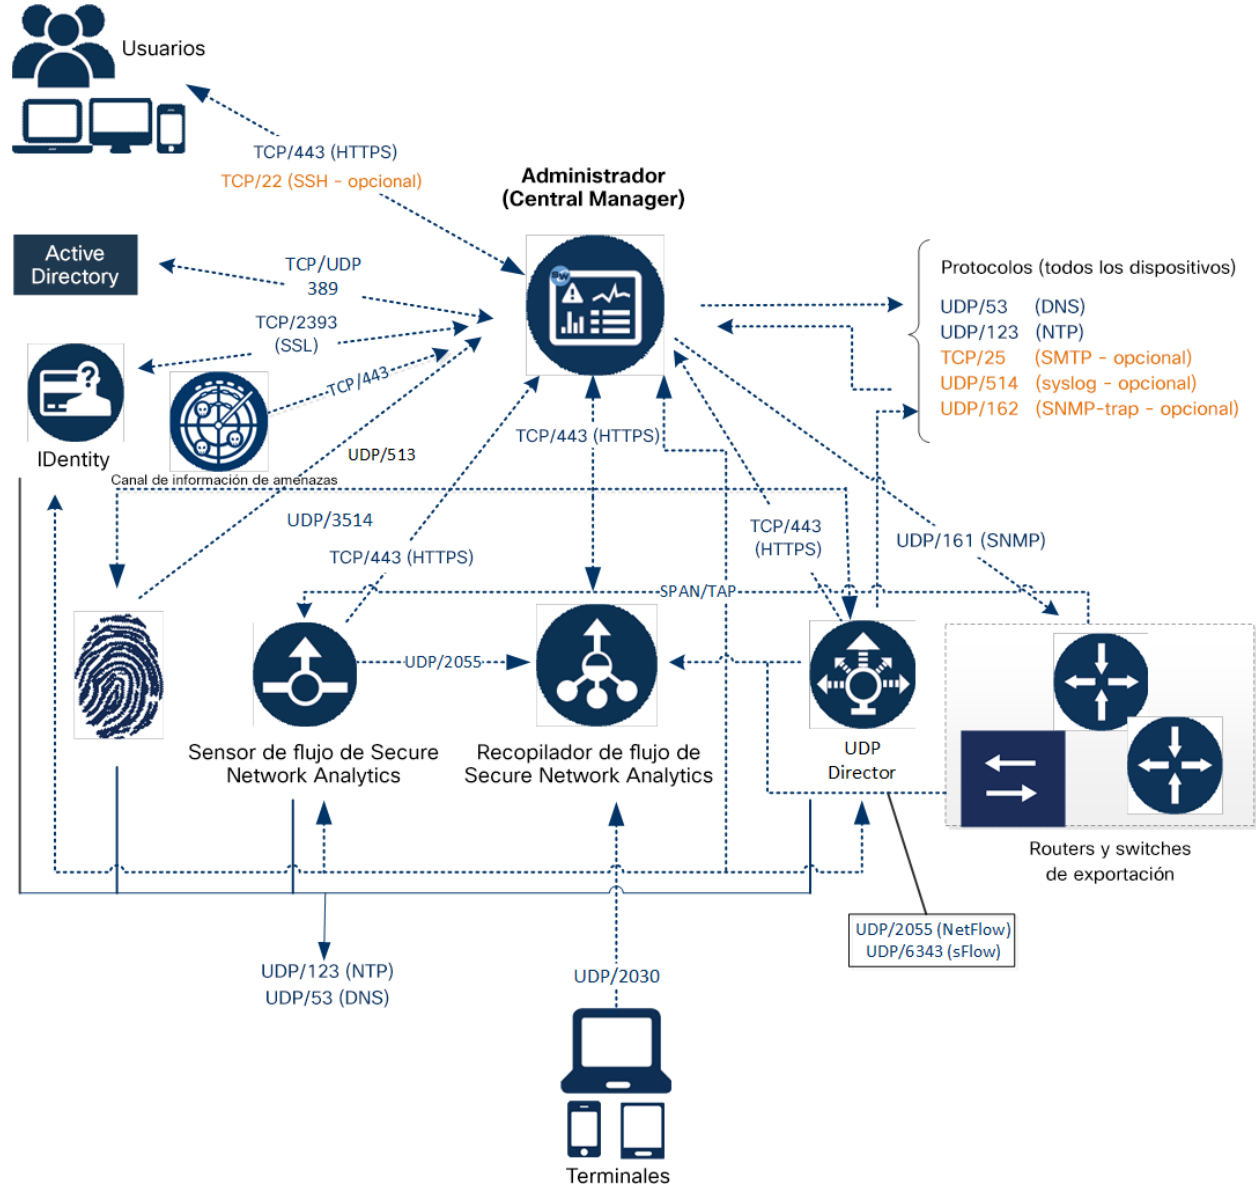 Usuarios
TCP/443 (HTTPS)
TCP/22 (SSH - opcional)
Administrador
(Central Manager)
SW
Active
Directory
TCP/UDP
389
TCP/2393
(SSL)
TCP/443
IDentity
Canal de información de amenazas
UDP/513
UDP/3514
TCP/443 (HTTPS)
TCP/443 (HTTPS)
TCP/443
(HTTPS)
Protocolos (todos los dispositivos)
UDP/53 (DNS)
UDP/123 (NTP)
TCP/25 (SMTP - opcional)
UDP/514 (syslog - opcional)
UDP/162 (SNMP-trap - opcional)
UDP/161 (SNMP)
SPAN/TAP
UDP/2055
Sensor de flujo de Secure
Network Analytics
Recopilador de flujo de
Secure Network Analytics
UDP
Director
Routers y switches
de exportación
UDP/2055 (NetFlow)
UDP/6343 (sFlow)
UDP/123 (NTP)
UDP/53 (DNS)
UDP/2030
Terminales